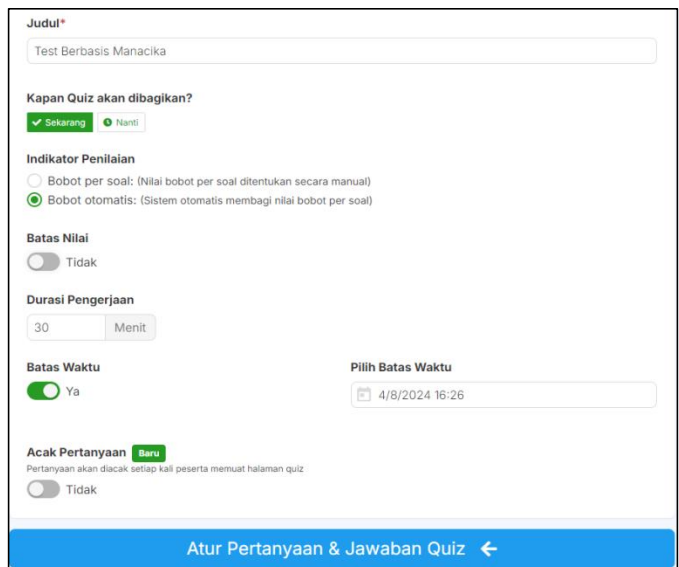 Judul*
Test Berbasis Manacika
Kapan Quiz akan dibagikan?
Sekarang Nanti
Indikator Penilaian
Bobot per soal: (Nilai bobot per soal ditentukan secara manual)
Bobot otomatis: (Sistem otomatis membagi nilai bobot per soal)
Batas Nilai
Tidak
Durasi Pengerjaan
30 Menit
Batas Waktu Pilih Batas Waktu
Ya 4/8/2024 16:26
Acak Pertanyaan Baru
Pertanyaan akan diacak setiap kali peserta memuat halaman quiz
Tidak
Atur Pertanyaan & Jawaban Quiz